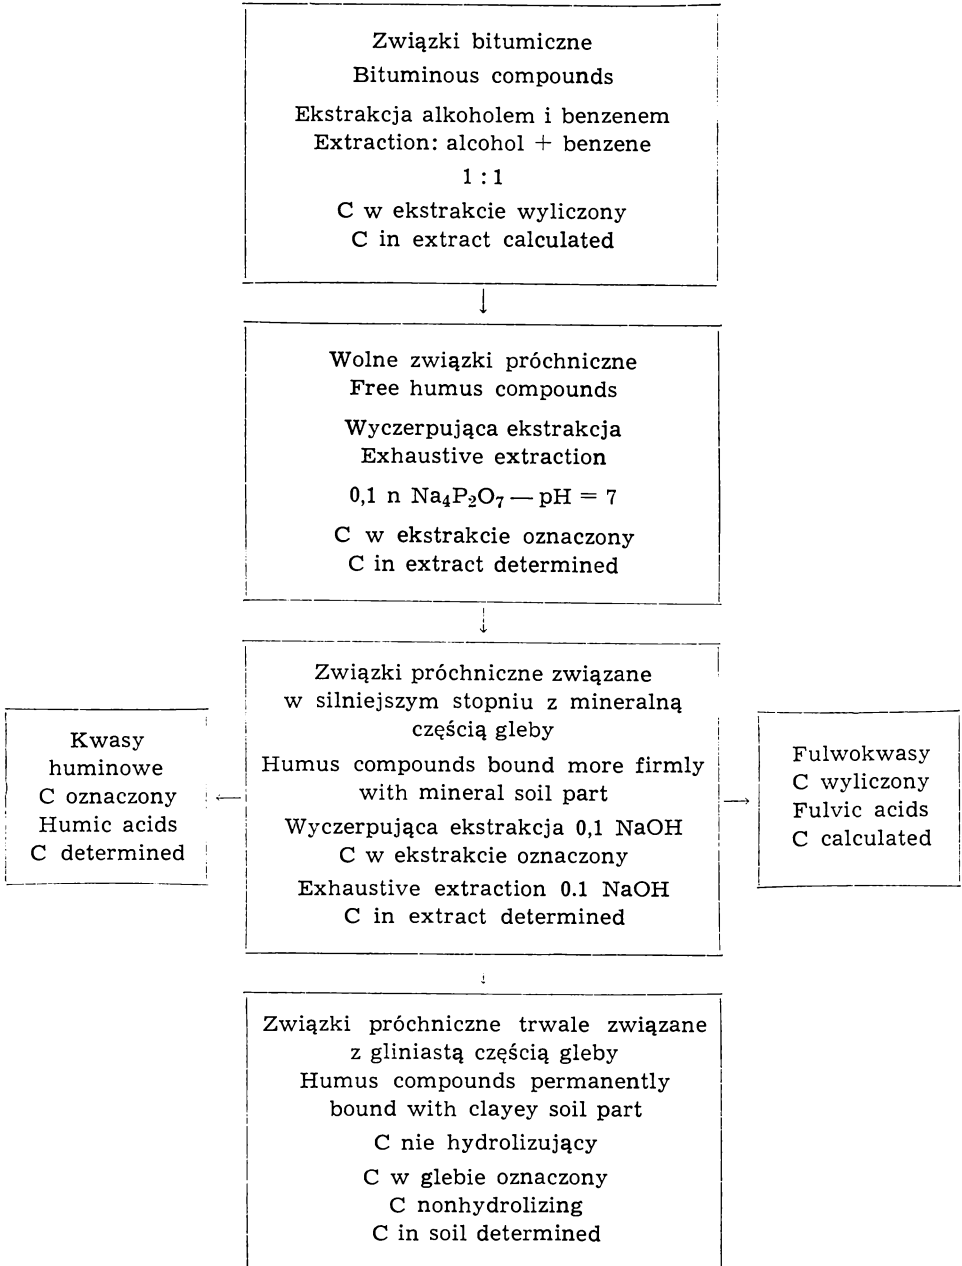 Związki bitumiczne
Bituminous compounds
Ekstrakcja alkoholem i benzenem
Extraction: alcohol + benzene
1 : 1
C w ekstrakcie wyliczony
C in extract calculated
↓
Wolne związki próchniczne
Free humus compounds
Wyczerpująca ekstrakcja
Exhaustive extraction
0,1 n Na₄P₂O₇ — pH = 7
C w ekstrakcie oznaczony
C in extract determined
↓
Związki próchniczne związane
w silniejszym stopniu z mineralną
częścią gleby
Humus compounds bound more firmly
with mineral soil part
Wyczerpująca ekstrakcja 0,1 NaOH
C w ekstrakcie oznaczony
Exhaustive extraction 0.1 NaOH
C in extract determined
←
Kwasy
huminowe
C oznaczony
Humic acids
C determined
→
Fulwokwasy
C wyliczony
Fulvic acids
C calculated
↓
Związki próchniczne trwale związane
z gliniastą częścią gleby
Humus compounds permanently
bound with clayey soil part
C nie hydrolizujący
C w glebie oznaczony
C nonhydrolizing
C in soil determined